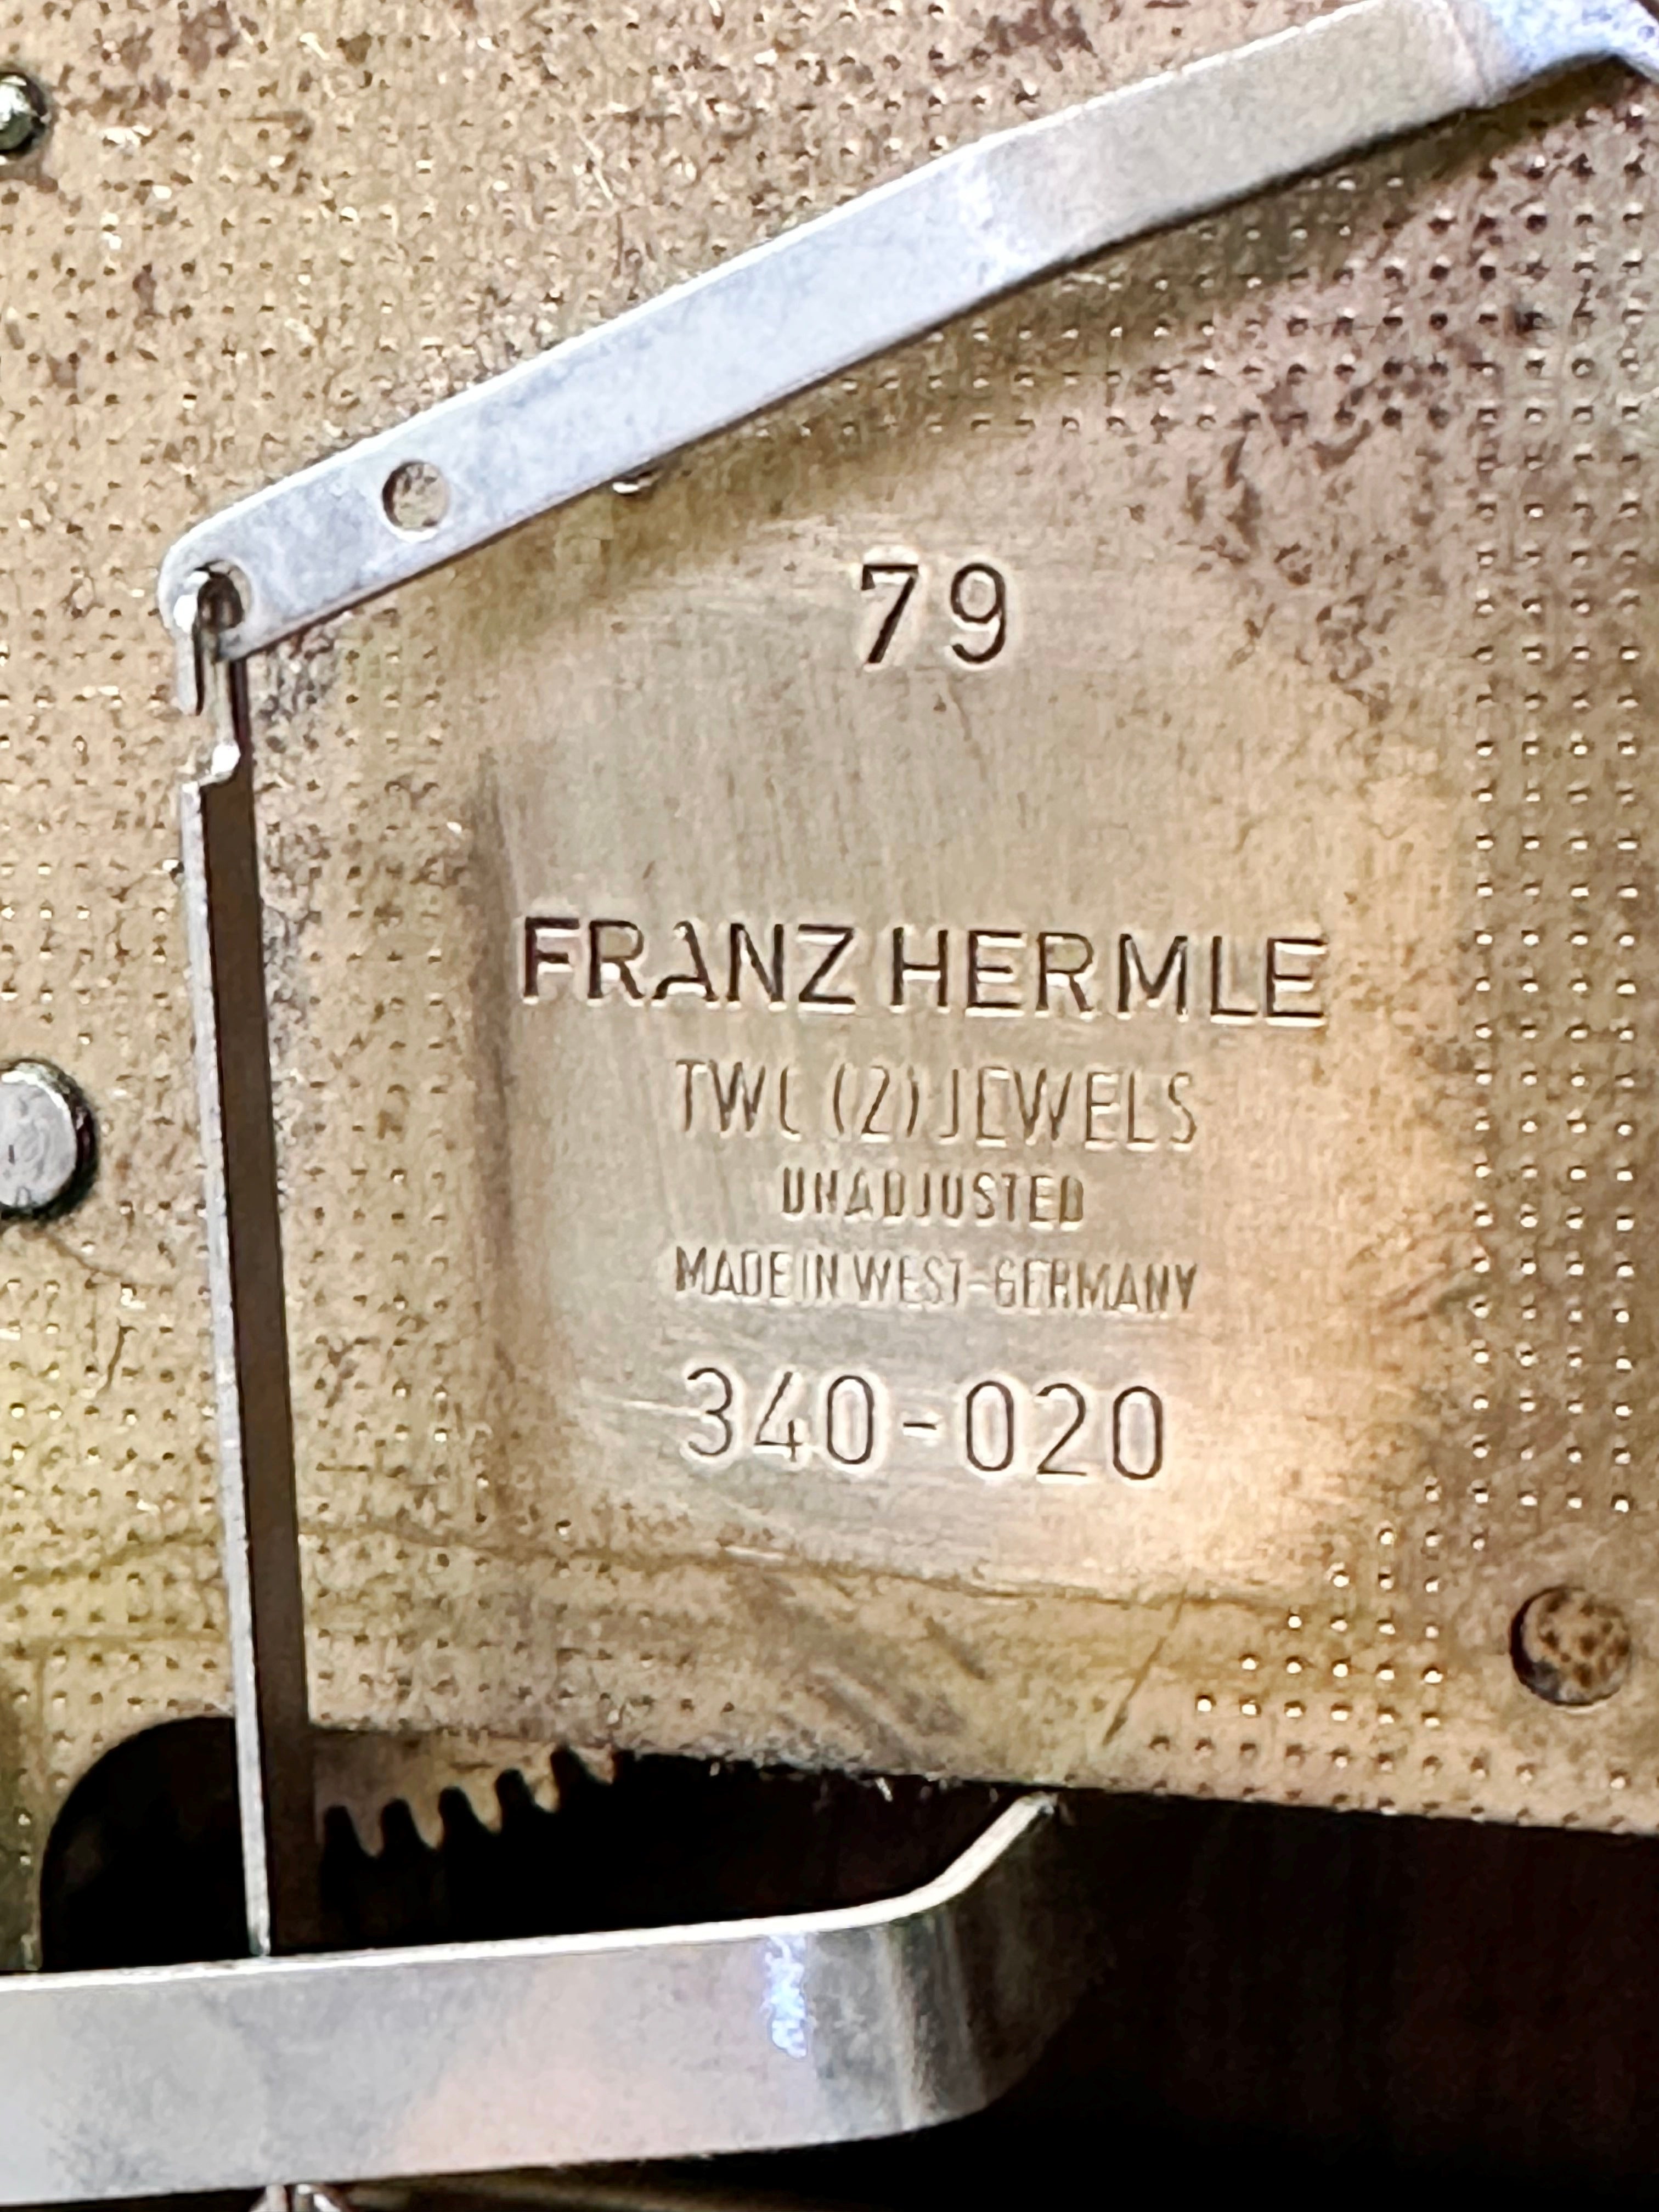 79
FRANZ HERMLE
TWO (2) JEWELS
UNADJUSTED
MADE IN WEST-GERMANY
340-020